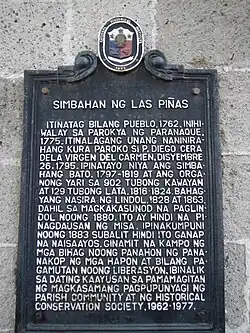 SIMBAHAN NG LAS PIÑAS
ITINATAG BILANG PUEBLO, 1762. INIHI-
WALAY SA PAROKYA NG PARAÑAQUE,
1775. ITINALAGANG UNANG NANINIRA-
HANG KURA PAROKO SI P. DIEGO CERA
DELA VIRGEN DEL CARMEN, DISYEMBRE
26, 1795. IPINATAYO NIYA ANG SIMBA-
HANG BATO, 1797-1819 AT ANG ORGA-
NONG YARI SA 902 TUBONG KAWAYAN
AT 129 TUBONG LATA, 1816-1824. BAHAG-
YANG NASIRA NG LINDOL, 1828 AT 1863.
DAHIL SA MAGKAKASUNOD NA PAGLIN-
DOL NOONG 1880. ITO AY HINDI NA PI-
NAGDAUSAN NG MISA. IPINAKUMPUNI
NOONG 1883 SUBALIT HINDI ITO GANAP
NA NAISAAYOS. GINAMIT NA KAMPO NG
MGA BIHAG NOONG PANAHON NG PANA-
NAKOP NG MGA HAPON AT BILANG PA-
GAMUTAN NOONG LIBERASYON. IBINALIK
SA DATING KAAYUSAN SA PAMAMAGITAN
NG MAGKASAMANG PAGPUPUNYAGI NG
PARISH COMMUNITY AT NG HISTORICAL
CONSERVATION SOCIETY, 1962-1977.